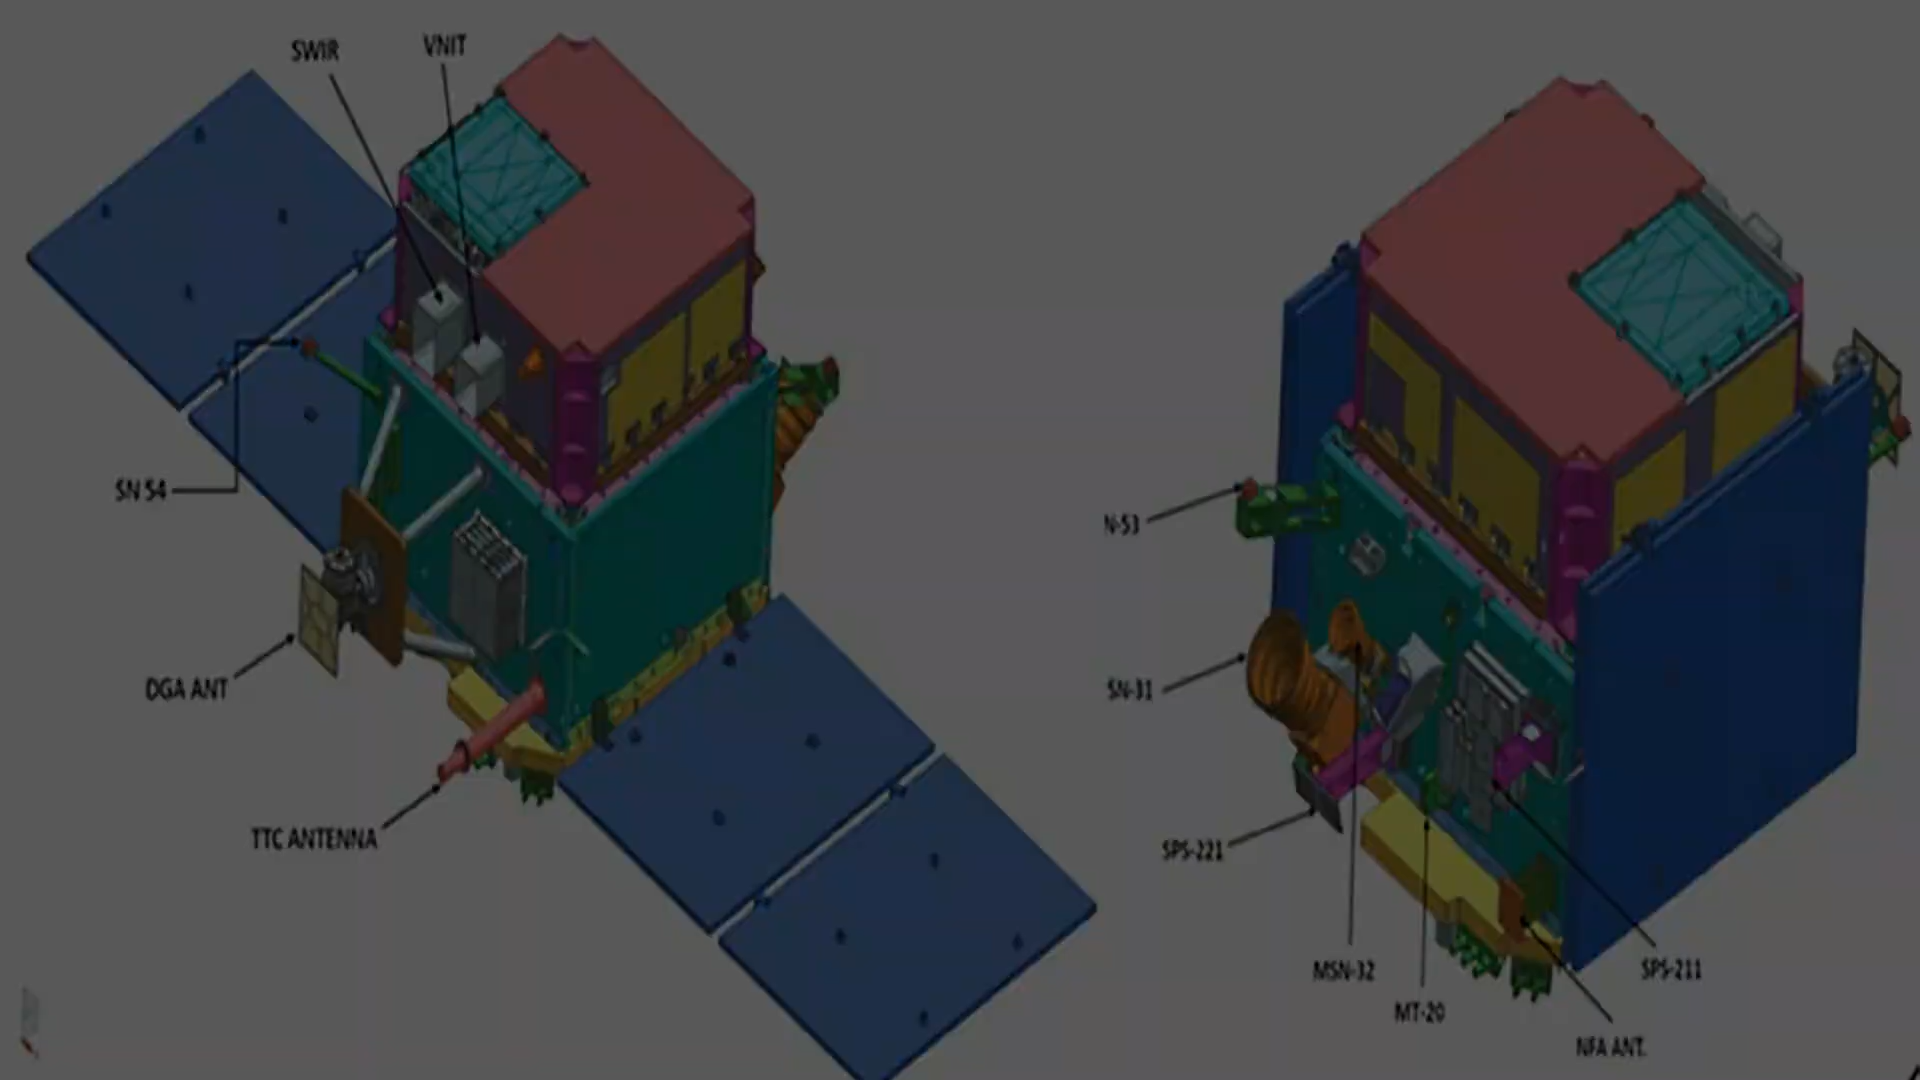 SWIR
VNIT
SN 54
DGA ANT
TTC ANTENNA
N-53
SN-31
SPS-221
MSN-32
MT-20
SPS-211
NFA ANT.